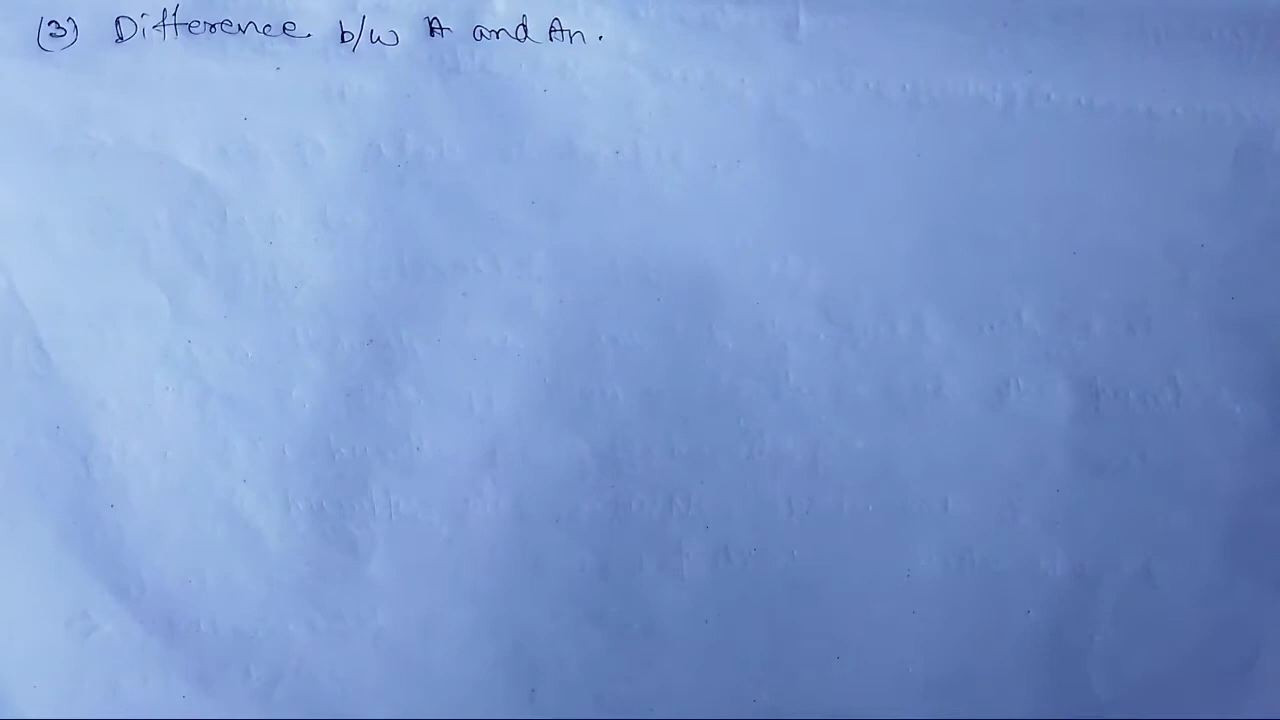 (3) Difference b/w A and An.